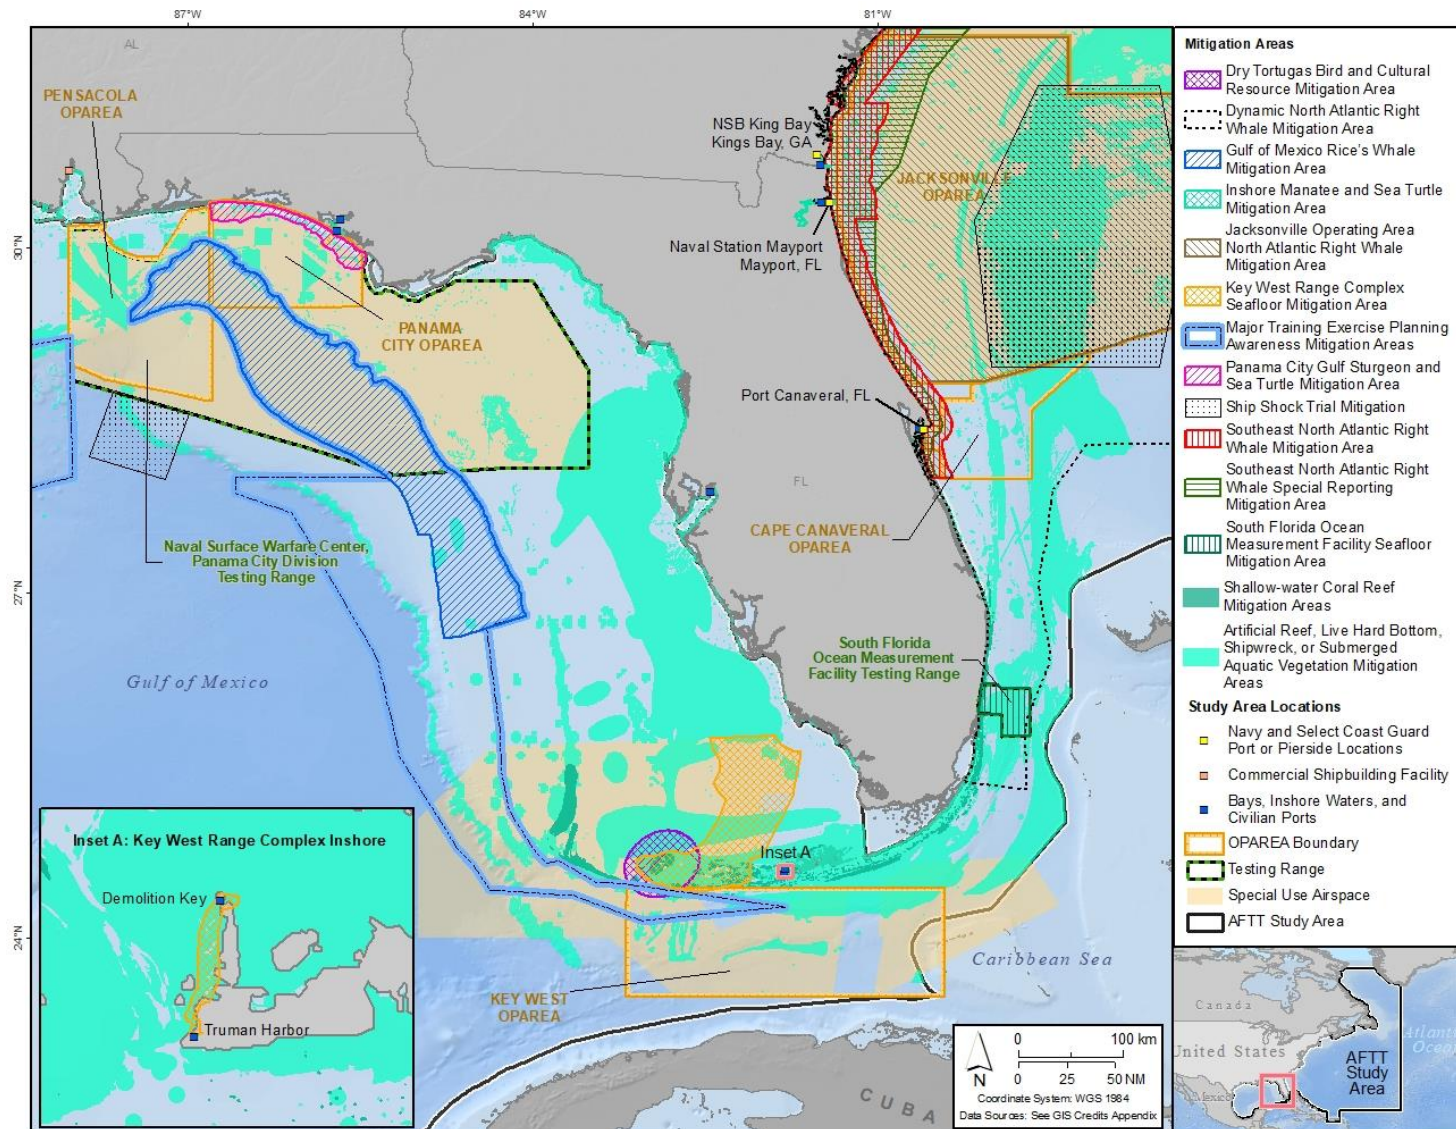 87°W
84°W
81°W
30°N
27°N
24°N
AL
PENSACOLA
OPAREA
NSB King Bay
Kings Bay, GA
JACKSONVILLE
OPAREA
Naval Station Mayport
Mayport, FL
PANAMA
CITY OPAREA
Port Canaveral, FL
FL
CAPE CANAVERAL
OPAREA
Naval Surface Warfare Center,
Panama City Division
Testing Range
South Florida
Ocean Measurement
Facility Testing Range
Gulf of Mexico
Inset A
KEY WEST
OPAREA
Caribbean Sea
CUBA
Inset A: Key West Range Complex Inshore
Demolition Key
Truman Harbor
N
0 100 km
0 25 50 NM
Coordinate System: WGS 1984
Data Sources: See GIS Credits Appendix
Mitigation Areas
Dry Tortugas Bird and Cultural
Resource Mitigation Area
Dynamic North Atlantic Right
Whale Mitigation Area
Gulf of Mexico Rice's Whale
Mitigation Area
Inshore Manatee and Sea Turtle
Mitigation Area
Jacksonville Operating Area
North Atlantic Right Whale
Mitigation Area
Key West Range Complex
Seafloor Mitigation Area
Major Training Exercise Planning
Awareness Mitigation Areas
Panama City Gulf Sturgeon and
Sea Turtle Mitigation Area
Ship Shock Trial Mitigation
Southeast North Atlantic Right
Whale Mitigation Area
Southeast North Atlantic Right
Whale Special Reporting
Mitigation Area
South Florida Ocean
Measurement Facility Seafloor
Mitigation Area
Shallow-water Coral Reef
Mitigation Areas
Artificial Reef, Live Hard Bottom,
Shipwreck, or Submerged
Aquatic Vegetation Mitigation
Areas
Study Area Locations
Navy and Select Coast Guard
Port or Pierside Locations
Commercial Shipbuilding Facility
Bays, Inshore Waters, and
Civilian Ports
OPAREA Boundary
Testing Range
Special Use Airspace
AFTT Study Area
Canada
United States
Mexico
Atlantic
Ocean
AFTT
Study
Area